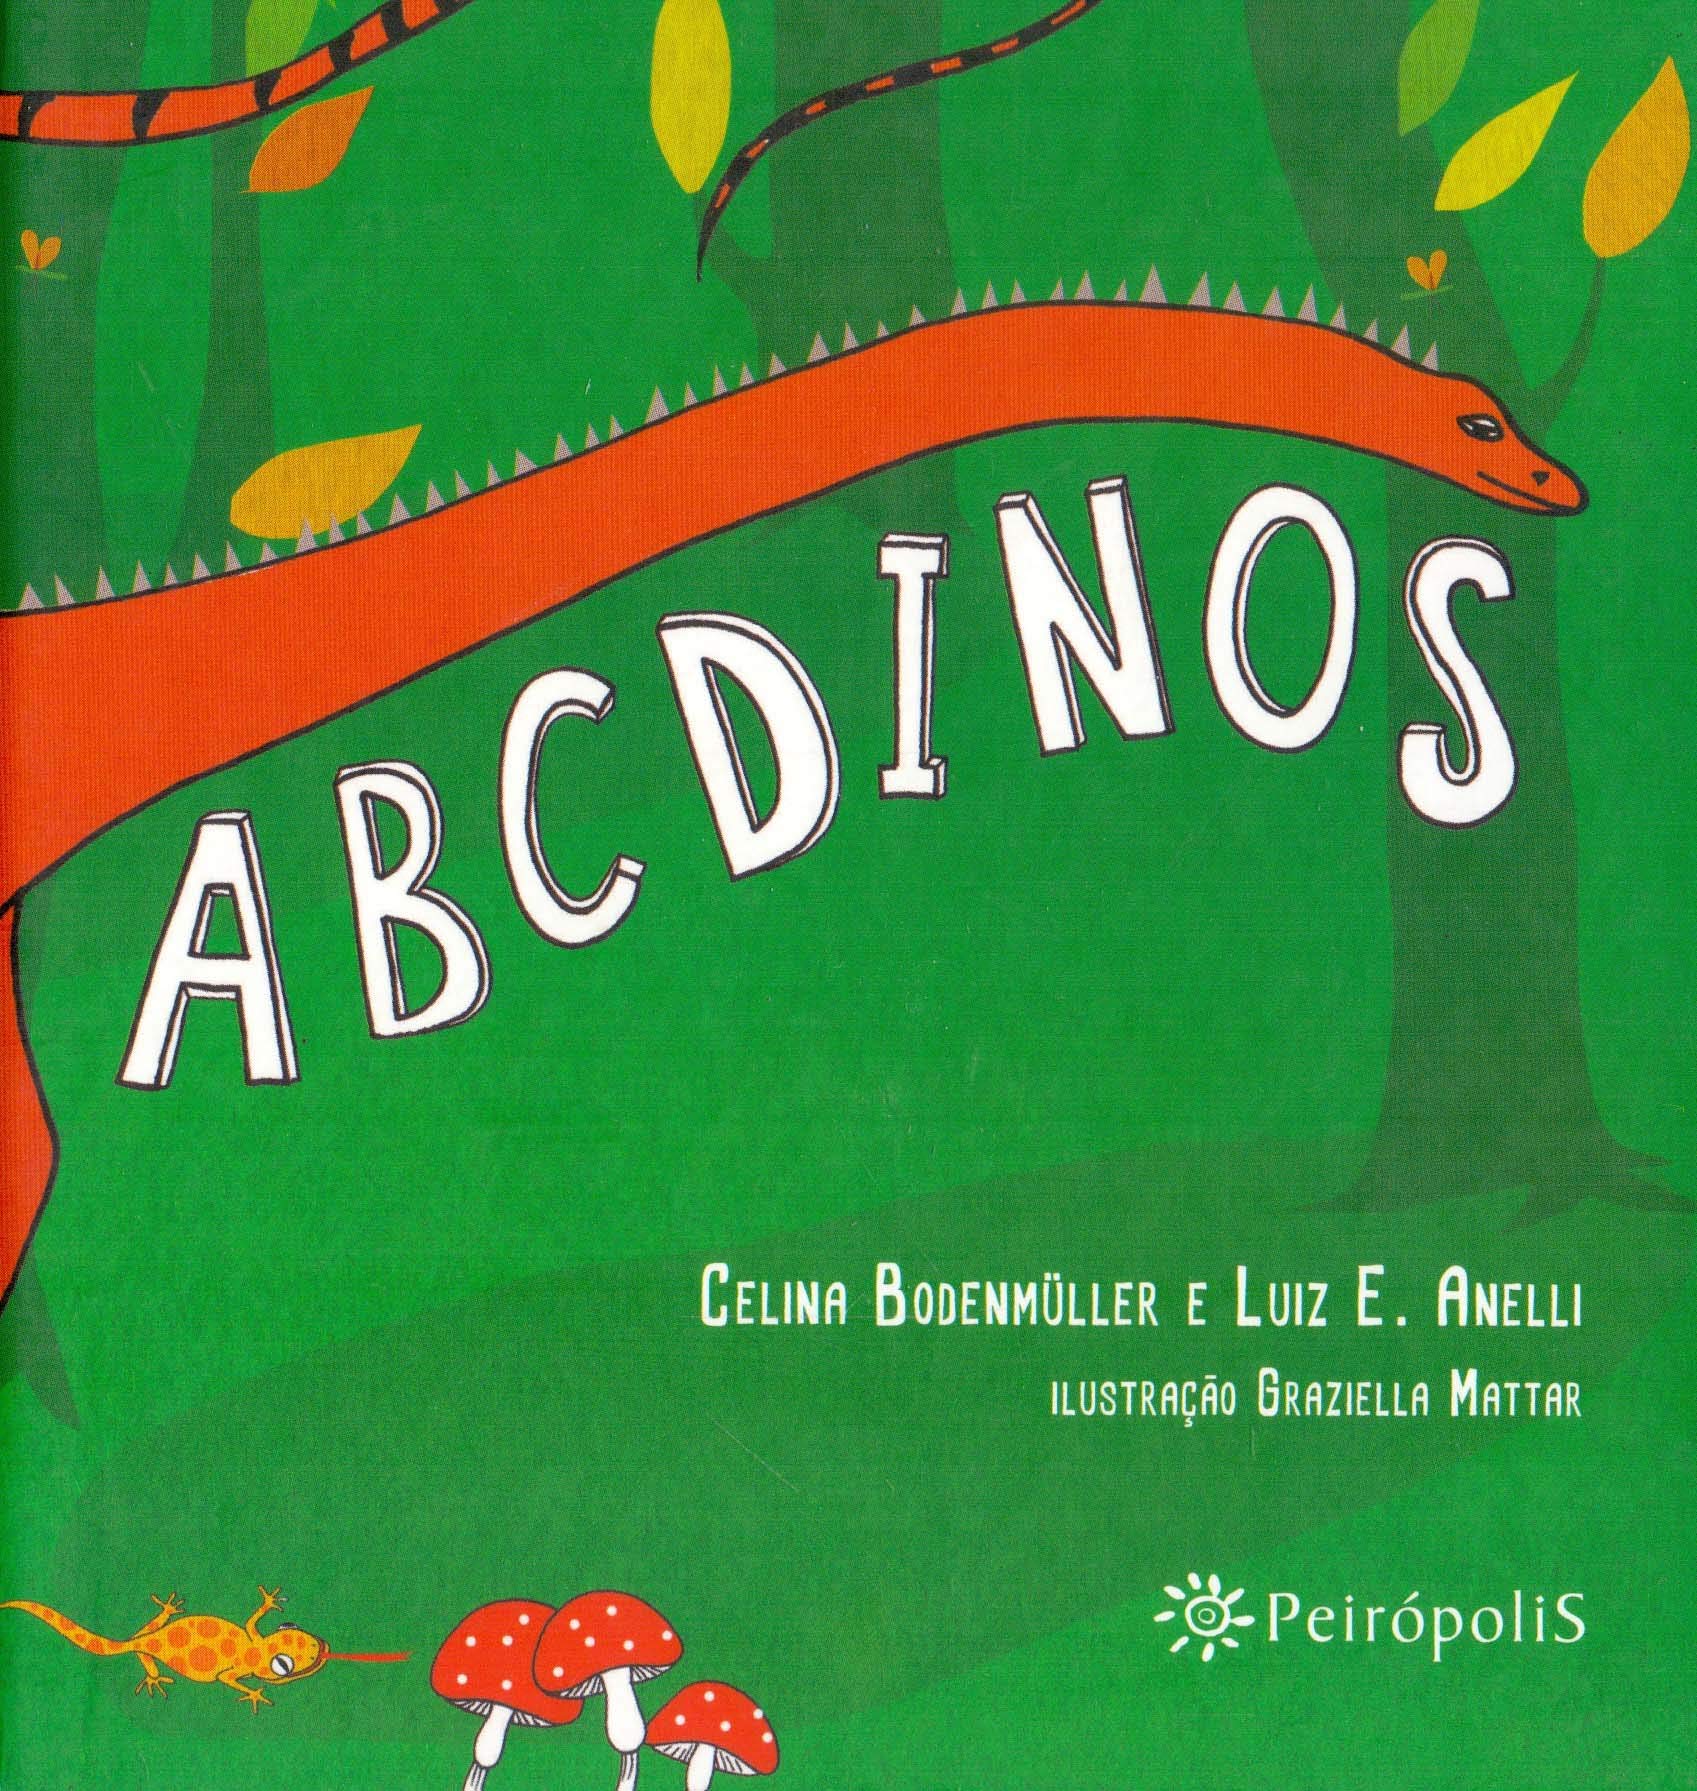 ABCDINOS
CELINA BODENMÜLLER E LUIZ E. ANELLI
ILUSTRAÇÃO GRAZIELLA MATTAR
PeirópoliS